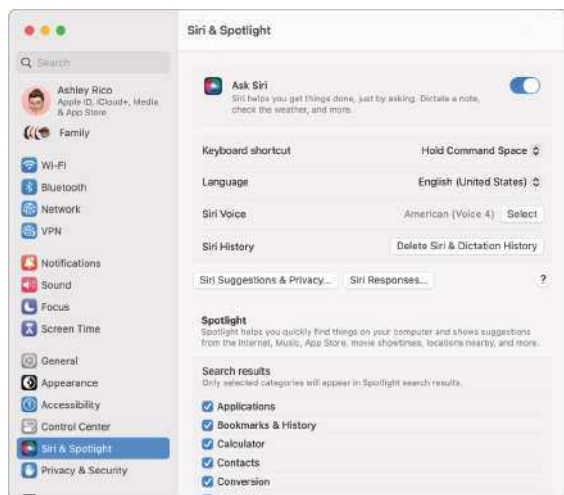 Siri & Spotlight
Search
Ashley Rico
Apple ID, iCloud+, Media
& App Store
Family
Wi-Fi
Bluetooth
Network
VPN
Notifications
Sound
Focus
Screen Time
General
Appearance
Accessibility
Control Center
Siri & Spotlight
Privacy & Security
Ask Siri
Siri helps you get things done, just by asking. Dictate a note,
check the weather, and more.
Keyboard shortcut Hold Command Space
Language English (United States)
Siri Voice American (Voice 4) Select
Siri History Delete Siri & Dictation History
Siri Suggestions & Privacy... Siri Responses... ?
Spotlight
Spotlight helps you quickly find things on your computer and shows suggestions
from the Internet, Music, App Store, movie showtimes, locations nearby, and more.
Search results
Only selected categories will appear in Spotlight search results.
Applications
Bookmarks & History
Calculator
Contacts
Conversion